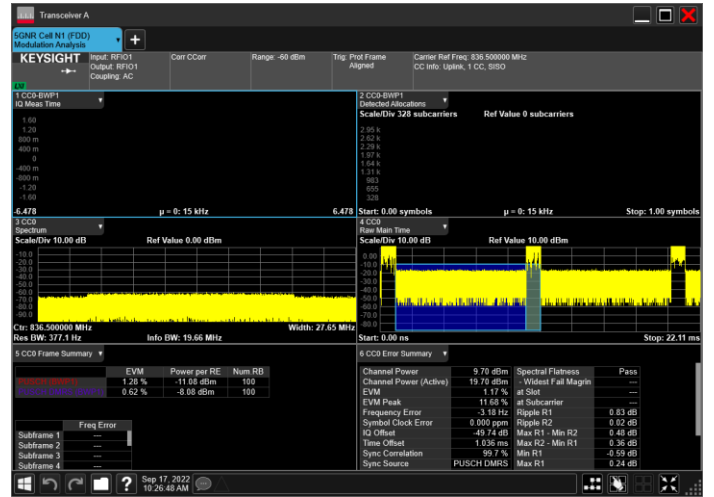 Transceiver A
5GNR Cell N1 (FDD)
Modulation Analysis
KEYSIGHT
Input: RFIO1
Output: RFIO1
Coupling: AC
Corr CCorr
Range: -60 dBm
Trig: Prot Frame
Aligned
Carrier Ref Freq: 836.500000 MHz
CC Info: Uplink, 1 CC, SISO
1 CC0-BWP1
IQ Meas Time
1.60
1.20
800 m
400 m
0
-400 m
-800 m
-1.20
-1.60
-6.478 μ = 0: 15 kHz 6.478
2 CC0-BWP1
Detected Allocations
Scale/Div 328 subcarriers Ref Value 0 subcarriers
2.95 k
2.62 k
2.29 k
1.97 k
1.64 k
1.31 k
983
655
328
Start: 0.00 symbols μ = 0: 15 kHz Stop: 1.00 symbols
3 CC0
Spectrum
Scale/Div 10.00 dB Ref Value 0.00 dBm
-10.0
-20.0
-30.0
-40.0
-50.0
-60.0
-70.0
-80.0
-90.0
Ctr: 836.500000 MHz Width: 27.65 MHz
Res BW: 377.1 Hz Info BW: 19.66 MHz
4 CC0
Raw Main Time
Scale/Div 10.00 dB Ref Value 10.00 dBm
0.00
-10.0
-20.0
-30.0
-40.0
-50.0
-60.0
-70.0
-80.0
Start: 0.00 ns Stop: 22.11 ms
5 CC0 Frame Summary
EVM Power per RE Num RB
1.28 % -11.08 dBm 100
0.62 % -8.08 dBm 100
Freq Error
Subframe 1 ---
Subframe 2 ---
Subframe 3 ---
Subframe 4 ---
6 CC0 Error Summary
Channel Power 9.70 dBm Spectral Flatness Pass
Channel Power (Active) 19.70 dBm - Widest Fail Magrin ---
EVM 1.17 % at Slot ---
EVM Peak 11.68 % at Subcarrier ---
Frequency Error -3.18 Hz Ripple R1 0.83 dB
Symbol Clock Error 0.000 ppm Ripple R2 0.02 dB
IQ Offset -49.74 dB Max R1 - Min R2 0.48 dB
Time Offset 1.036 ms Max R2 - Min R1 0.36 dB
Sync Correlation 99.7 % Min R1 -0.59 dB
Sync Source PUSCH DMRS Max R1 0.24 dB
Sep 17, 2022
10:26:48 AM